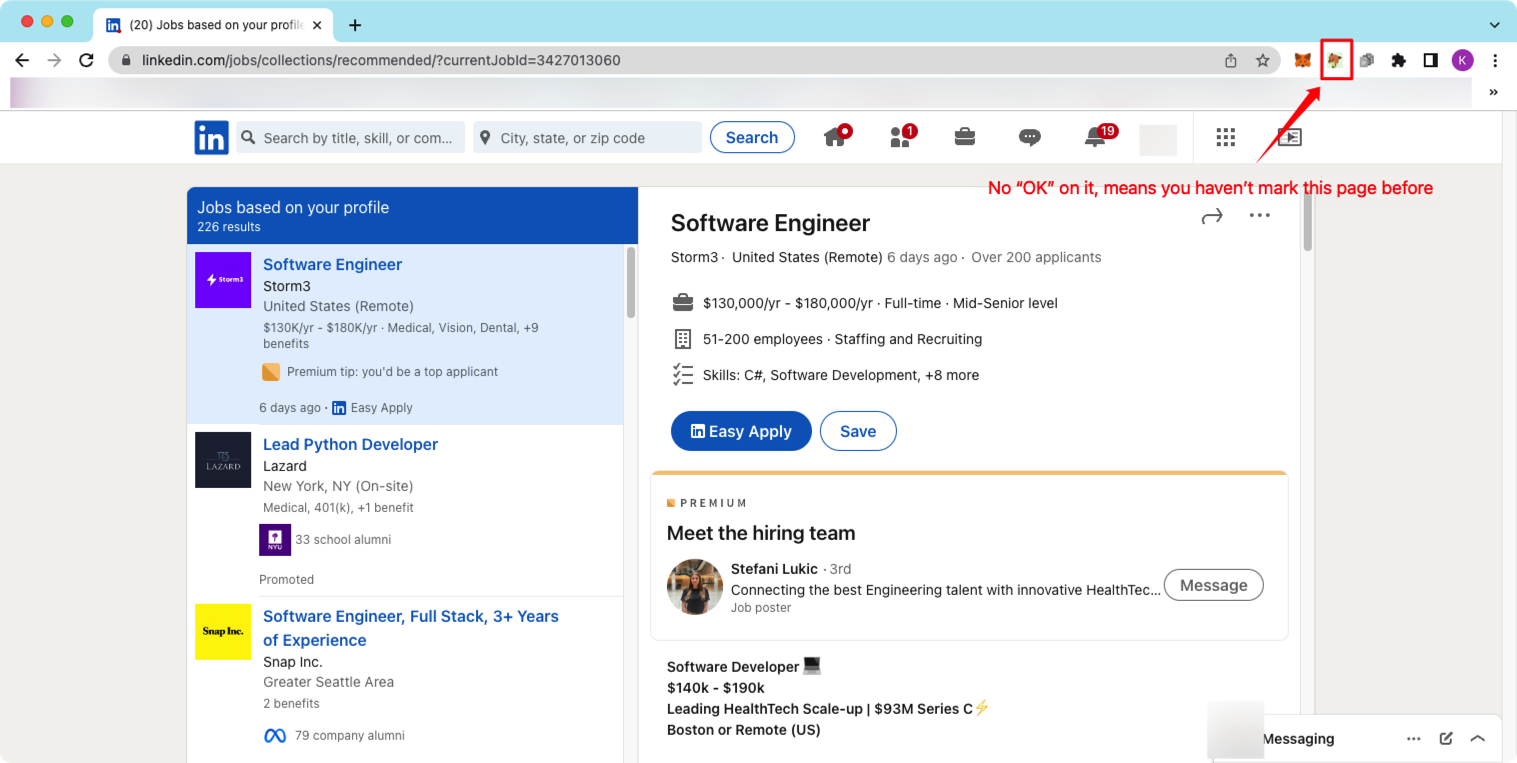 (20) Jobs based on your profile
linkedin.com/jobs/collections/recommended/?currentJobId=3427013060
K
»
in
Search by title, skill, or com...
City, state, or zip code
Search
1
19
No “OK” on it, means you haven’t mark this page before
Jobs based on your profile
226 results
Storm3
Software Engineer
Storm3
United States (Remote)
$130K/yr - $180K/yr · Medical, Vision, Dental, +9
benefits
Premium tip: you'd be a top applicant
6 days ago · in Easy Apply
LAZARD
Lead Python Developer
Lazard
New York, NY (On-site)
Medical, 401(k), +1 benefit
NYU
33 school alumni
Promoted
Snap Inc.
Software Engineer, Full Stack, 3+ Years
of Experience
Snap Inc.
Greater Seattle Area
2 benefits
79 company alumni
Software Engineer
Storm3 · United States (Remote) 6 days ago · Over 200 applicants
$130,000/yr - $180,000/yr · Full-time · Mid-Senior level
51-200 employees · Staffing and Recruiting
Skills: C#, Software Development, +8 more
in Easy Apply
Save
PREMIUM
Meet the hiring team
Stefani Lukic · 3rd
Connecting the best Engineering talent with innovative HealthTec...
Job poster
Message
Software Developer 💻
$140k - $190k
Leading HealthTech Scale-up | $93M Series C⚡
Boston or Remote (US)
Messaging